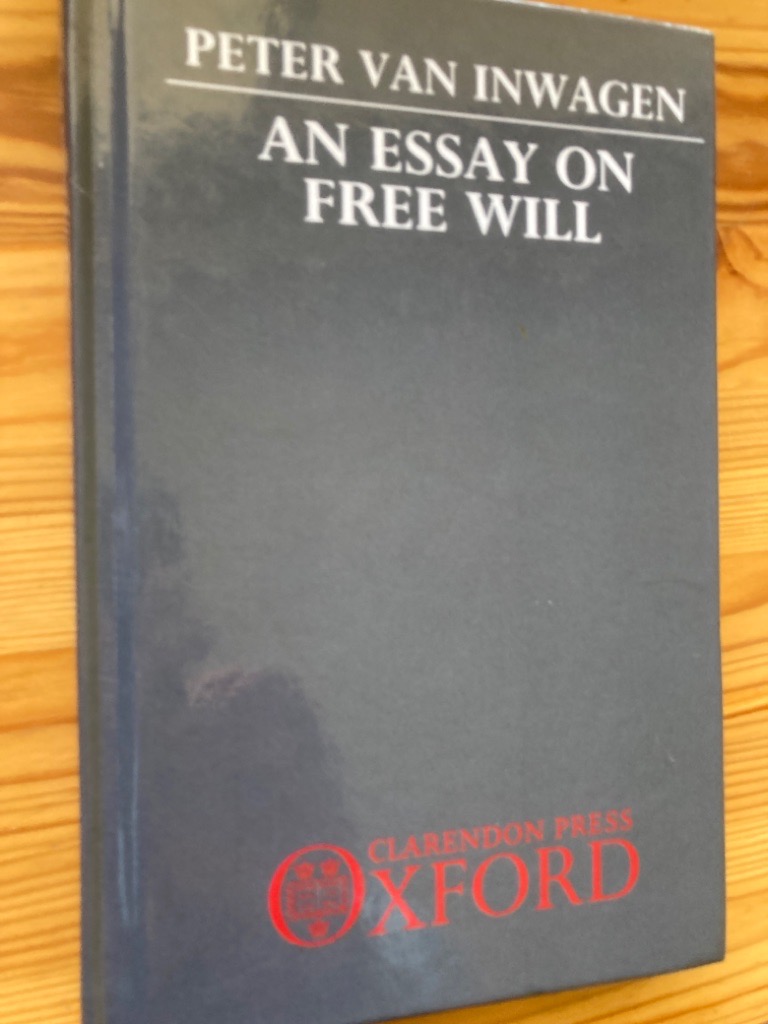 PETER VAN INWAGEN
AN ESSAY ON
FREE WILL
CLARENDON PRESS
OXFORD